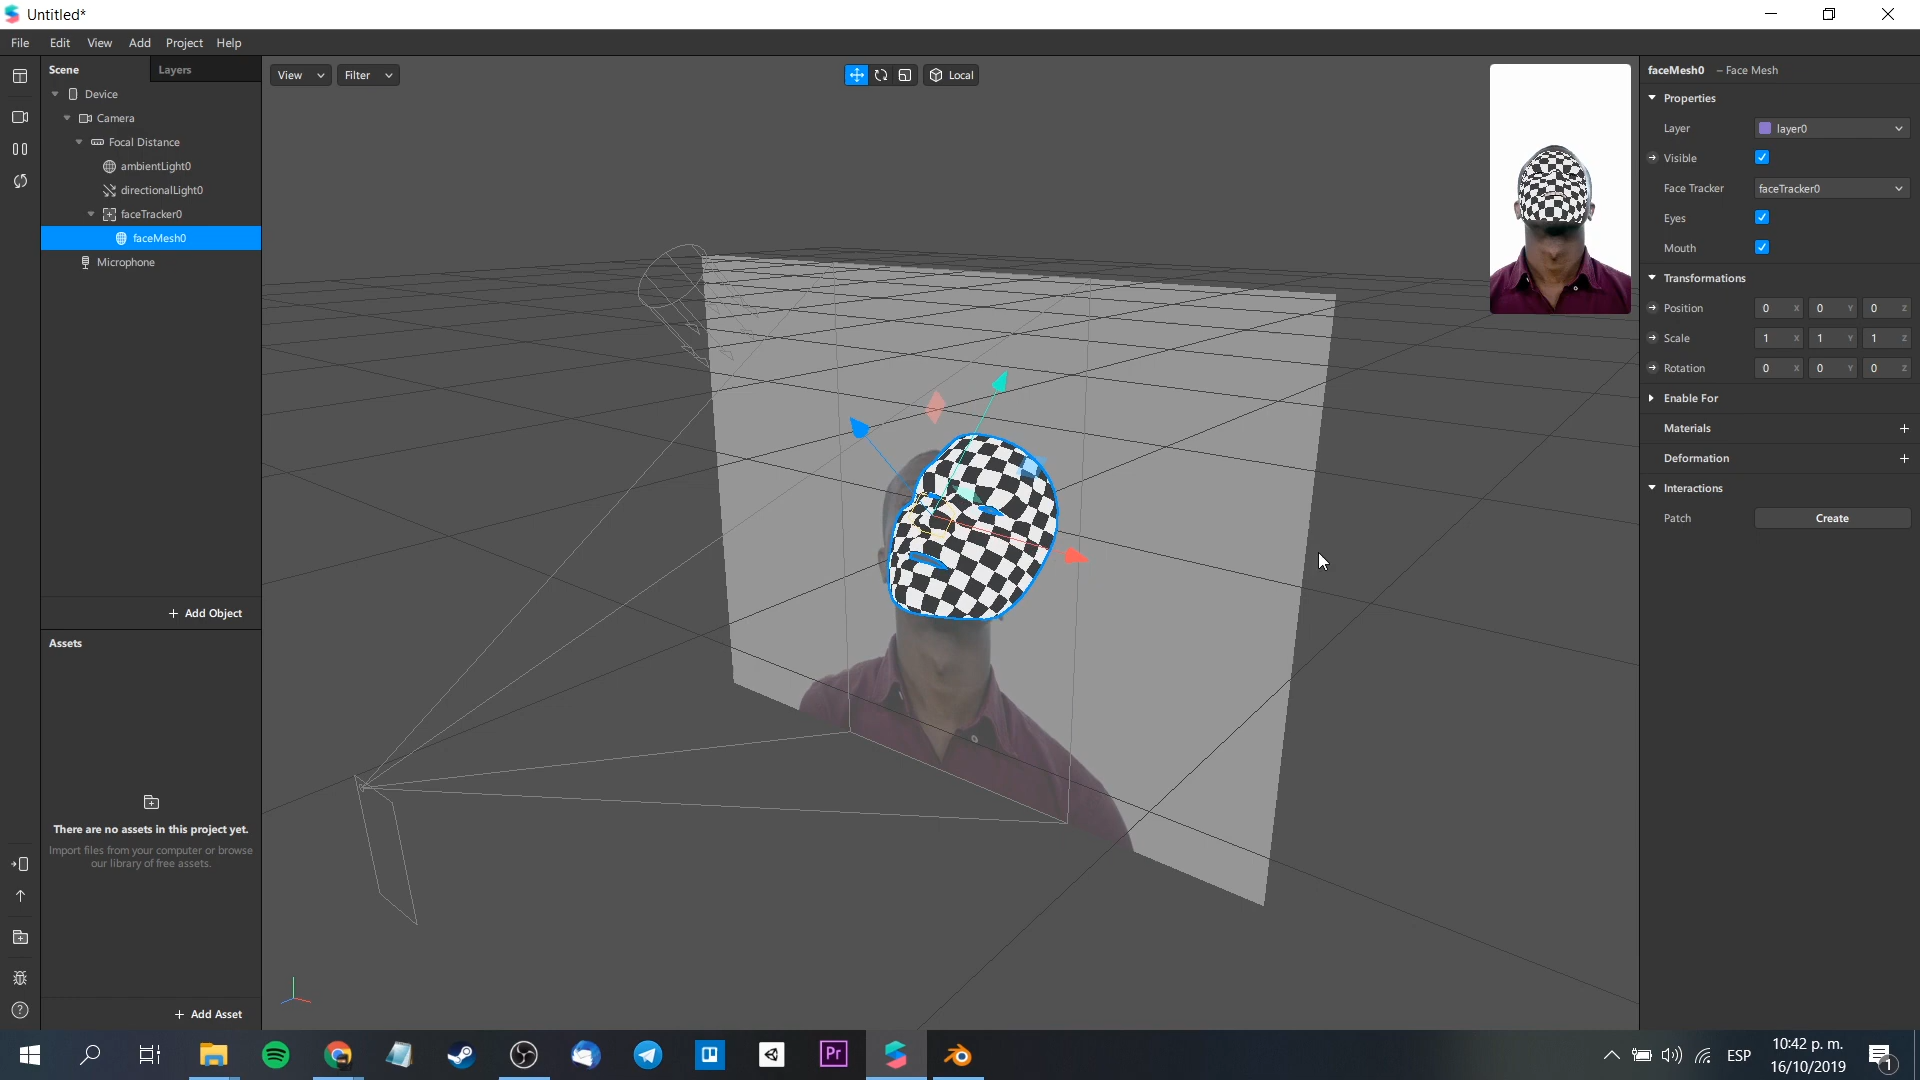 Untitled*
File Edit View Add Project Help
Scene Layers
Device
Camera
Focal Distance
ambientLight0
directionalLight0
faceTracker0
faceMesh0
Microphone
+ Add Object
Assets
There are no assets in this project yet.
Import files from your computer or browse
our library of free assets.
+ Add Asset
View Filter Local
faceMesh0 – Face Mesh
Properties
Layer layer0
Visible
Face Tracker faceTracker0
Eyes
Mouth
Transformations
Position 0 X 0 Y 0 Z
Scale 1 X 1 Y 1 Z
Rotation 0 X 0 Y 0 Z
Enable For
Materials +
Deformation +
Interactions
Patch Create
Pr
ESP
10:42 p. m.
16/10/2019
1